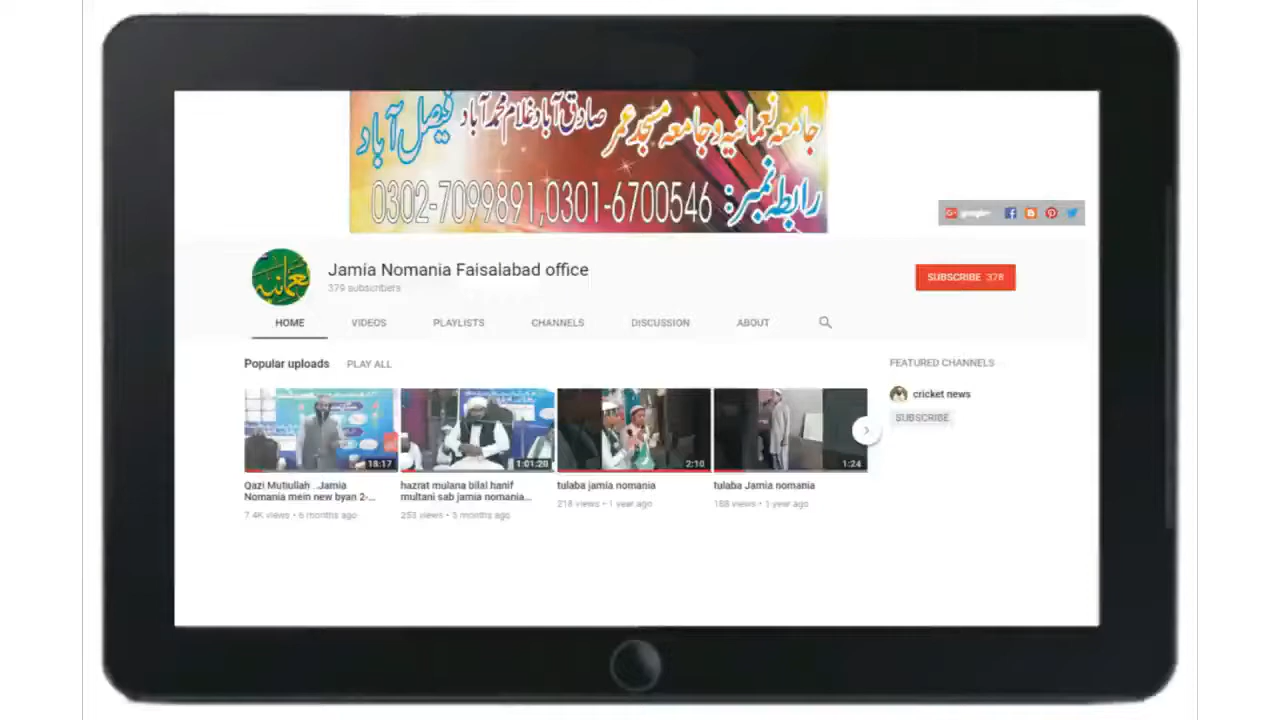 جامعہ نعمانیہ وجامعہ مسجد عمر صادق آباد غلام محمد آباد فیصل آباد
رابطہ نمبر: 0302-7099891,0301-6700546
google+
Jamia Nomania Faisalabad office
379 subscribers
SUBSCRIBE 378
HOME VIDEOS PLAYLISTS CHANNELS DISCUSSION ABOUT
Popular uploads PLAY ALL
FEATURED CHANNELS
cricket news
SUBSCRIBE
18:17
1:01:20
2:10
1:24
Qazi Mutiullah ..Jamia
Nomania mein new byan 2-...
7.4K views • 6 months ago
hazrat mulana bilal hanif
multani sab jamia nomania...
253 views • 5 months ago
tulaba jamia nomania
218 views • 1 year ago
tulaba Jamia nomania
188 views • 1 year ago